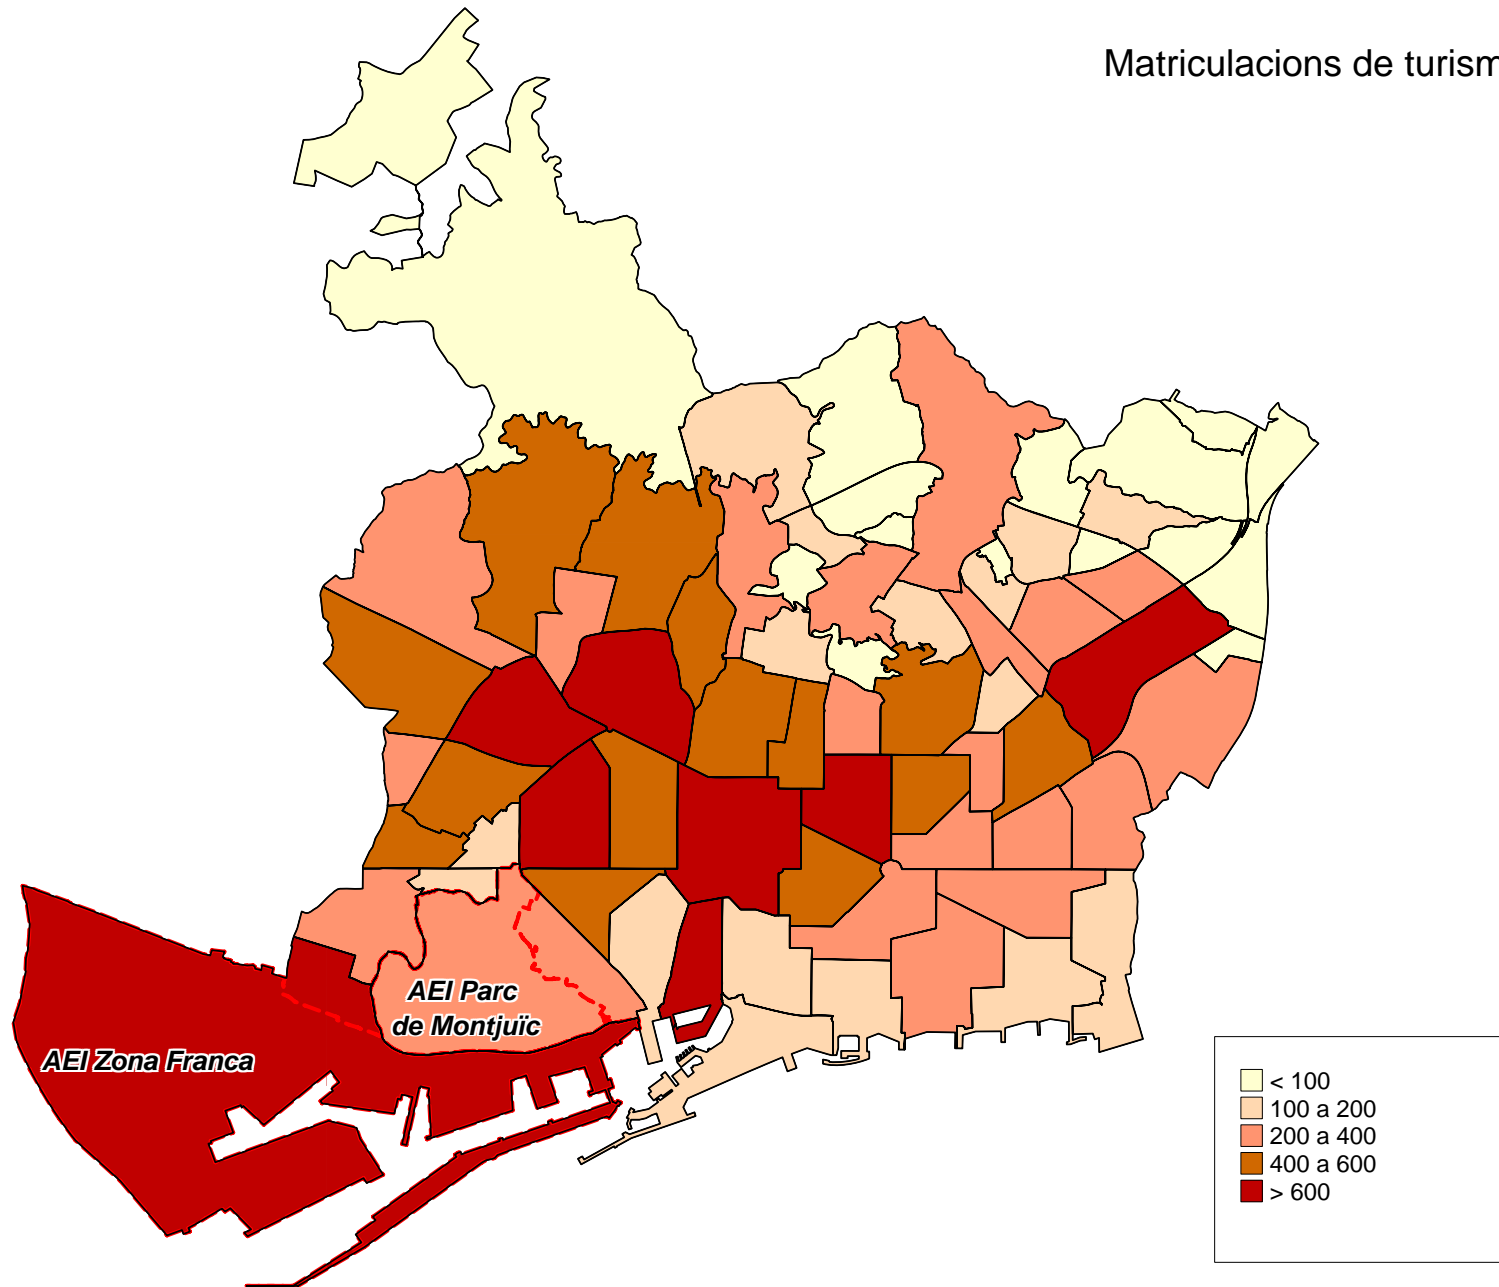 Matriculacions de turism
AEI Parc
de Montjuïc
AEI Zona Franca
< 100
100 a 200
200 a 400
400 a 600
> 600